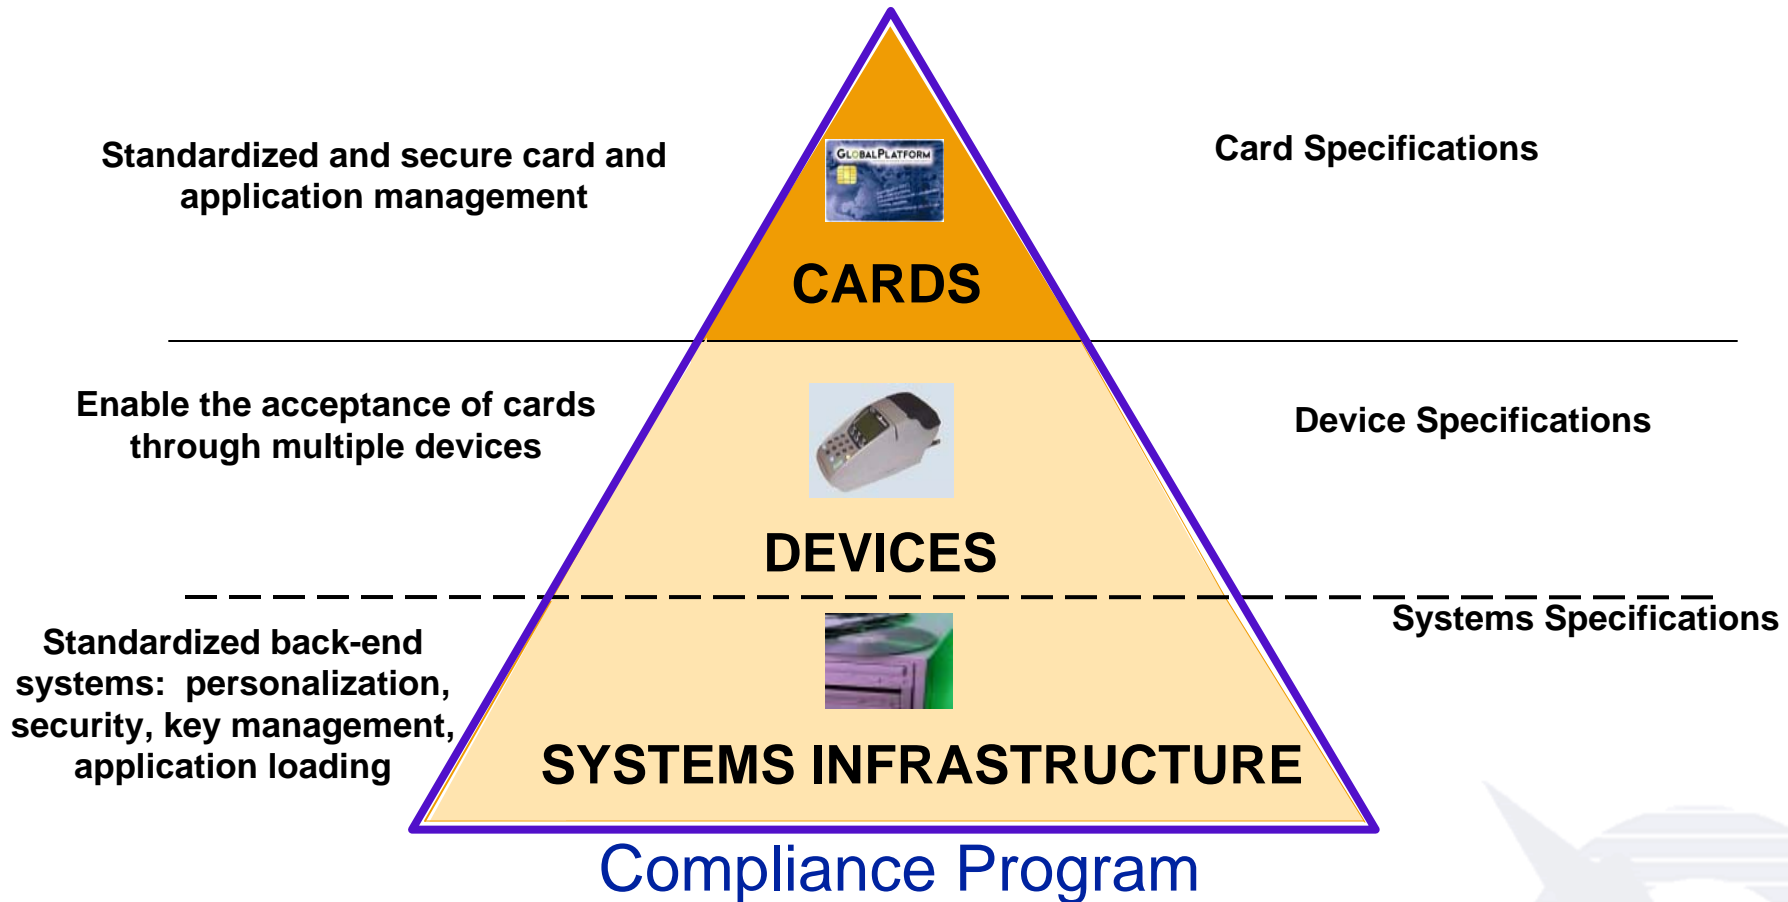 Standardized and secure card and
application management
GLOBALPLATFORM
CARDS
Card Specifications
Enable the acceptance of cards
through multiple devices
DEVICES
Device Specifications
Standardized back-end
systems: personalization,
security, key management,
application loading
SYSTEMS INFRASTRUCTURE
Systems Specifications
Compliance Program